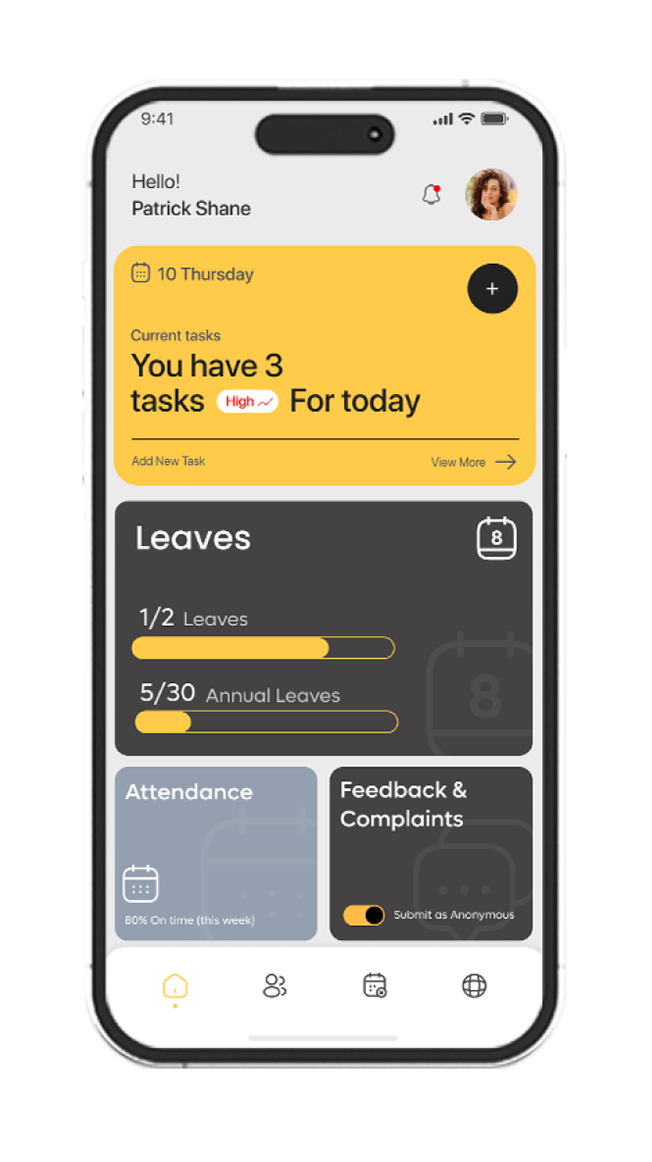 9:41
Hello!
Patrick Shane
10 Thursday
+
Current tasks
You have 3
tasks High For today
Add New Task
View More
Leaves
8
1/2 Leaves
5/30 Annual Leaves
8
Attendance
80% On time (this week)
Feedback &
Complaints
Submit as Anonymous